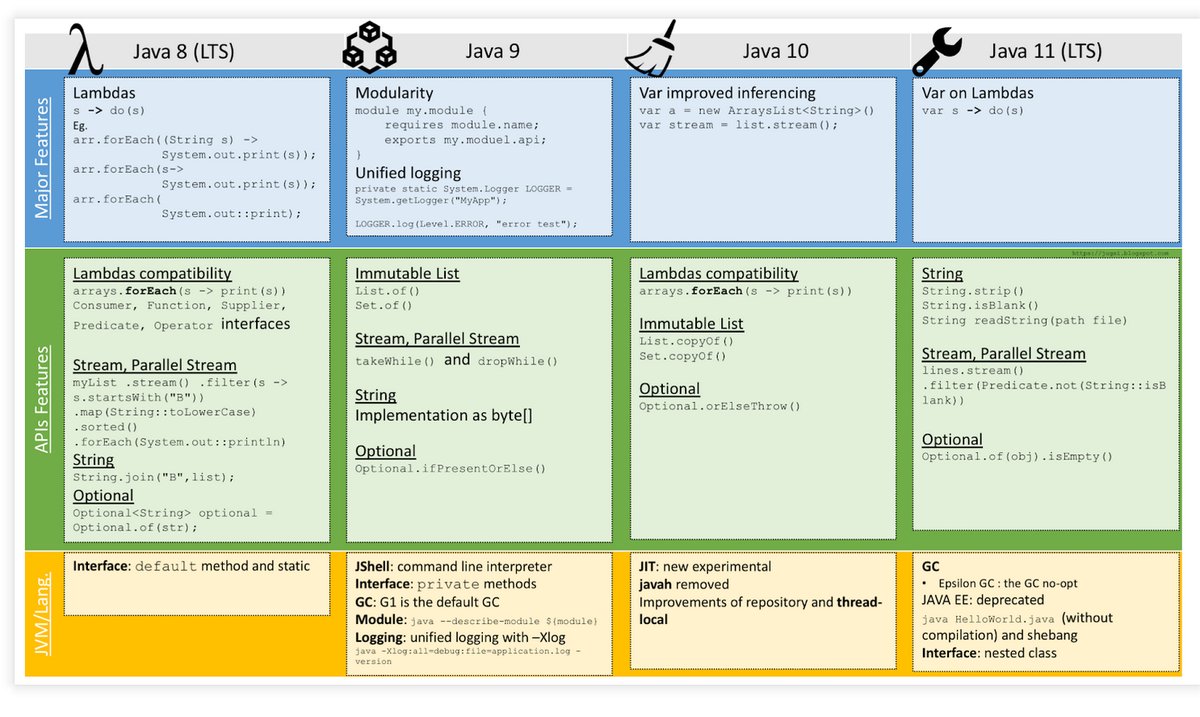 Java 8 (LTS)
Java 9
Java 10
Java 11 (LTS)
Major Features
Lambdas
s -> do(s)
Eg.
arr.forEach((String s) ->
System.out.print(s));
arr.forEach(s->
System.out.print(s));
arr.forEach(
System.out::print);
Modularity
module my.module {
requires module.name;
exports my.moduel.api;
}
Unified logging
private static System.Logger LOGGER =
System.getLogger("MyApp");
LOGGER.log(Level.ERROR, "error test");
Var improved inferencing
var a = new ArraysList<String>()
var stream = list.stream();
Var on Lambdas
var s -> do(s)
https://jugsi.blogspot.com
APIs Features
Lambdas compatibility
arrays.forEach(s -> print(s))
Consumer, Function, Supplier,
Predicate, Operator interfaces
Stream, Parallel Stream
myList .stream() .filter(s ->
s.startsWith("B"))
.map(String::toLowerCase)
.sorted()
.forEach(System.out::println)
String
String.join("B",list);
Optional
Optional<String> optional =
Optional.of(str);
Immutable List
List.of()
Set.of()
Stream, Parallel Stream
takeWhile() and dropWhile()
String
Implementation as byte[]
Optional
Optional.ifPresentOrElse()
Lambdas compatibility
arrays.forEach(s -> print(s))
Immutable List
List.copyOf()
Set.copyOf()
Optional
Optional.orElseThrow()
String
String.strip()
String.isBlank()
String readString(path file)
Stream, Parallel Stream
lines.stream()
.filter(Predicate.not(String::isB
lank))
Optional
Optional.of(obj).isEmpty()
JVM/Lang.
Interface: default method and static
JShell: command line interpreter
Interface: private methods
GC: G1 is the default GC
Module: java --describe-module ${module}
Logging: unified logging with –Xlog
java -Xlog:all=debug:file=application.log -
version
JIT: new experimental
javah removed
Improvements of repository and thread-
local
GC
• Epsilon GC : the GC no-opt
JAVA EE: deprecated
java HelloWorld.java (without
compilation) and shebang
Interface: nested class